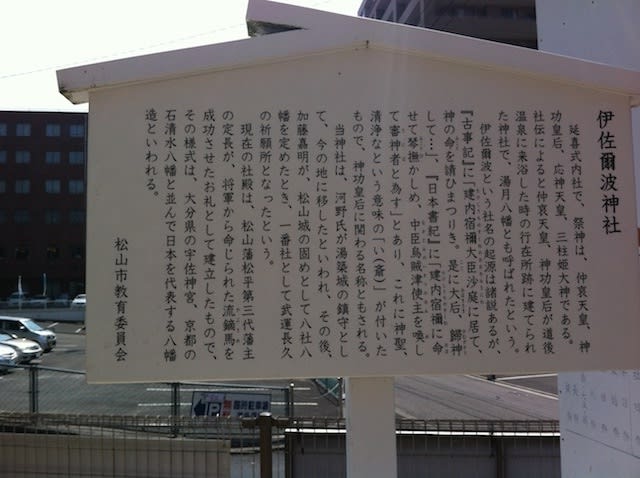 伊佐爾波神社
延喜式内社で、祭神は、仲哀天皇、神
功皇后、応神天皇、三柱姫大神である。
社伝によると仲哀天皇、神功皇后が道後
温泉に来浴した時の行在所跡に建てられ
た神社で、湯月八幡とも呼ばれたという。
伊佐爾波という社名の起源は諸説あるが、
『古事記』に「建内宿禰大臣沙庭に居て、
神の命を請ひまつりき。是に大后、歸神
して…」、『日本書紀』に「建内宿禰に命
せて琴撫かしめ、中臣烏賊津使主を喚し
て審神者と為す」とあり、これに神聖、
清浄なという意味の「い(斎)」が付いた
もので、神功皇后に関わる名称ともされる。
当神社は、河野氏が湯築城の鎮守とし
て、今の地に移したといわれ、その後、
加藤嘉明が、松山城の固めとして八社八
幡を定めたとき、一番社として武運長久
の祈願所となったという。
現在の社殿は、松山藩松平第三代藩主
の定長が、将軍から命じられた流鏑馬を
成功させたお礼として建立したもので、
その様式は、大分県の宇佐神宮、京都の
石清水八幡と並んで日本を代表する八幡
造といわれる。
松山市教育委員会